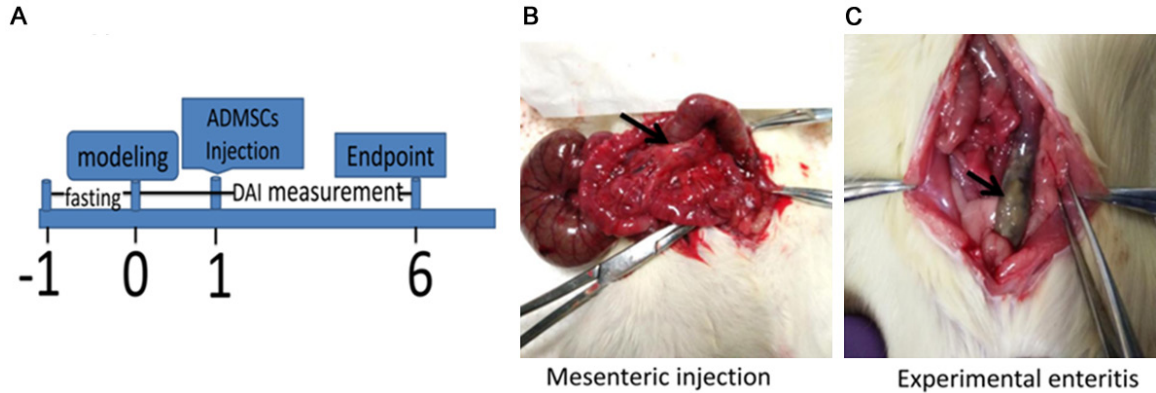 A
modeling
ADMSCs
Injection
Endpoint
fasting
DAI measurement
-1
0
1
6
B
Mesenteric injection
C
Experimental enteritis